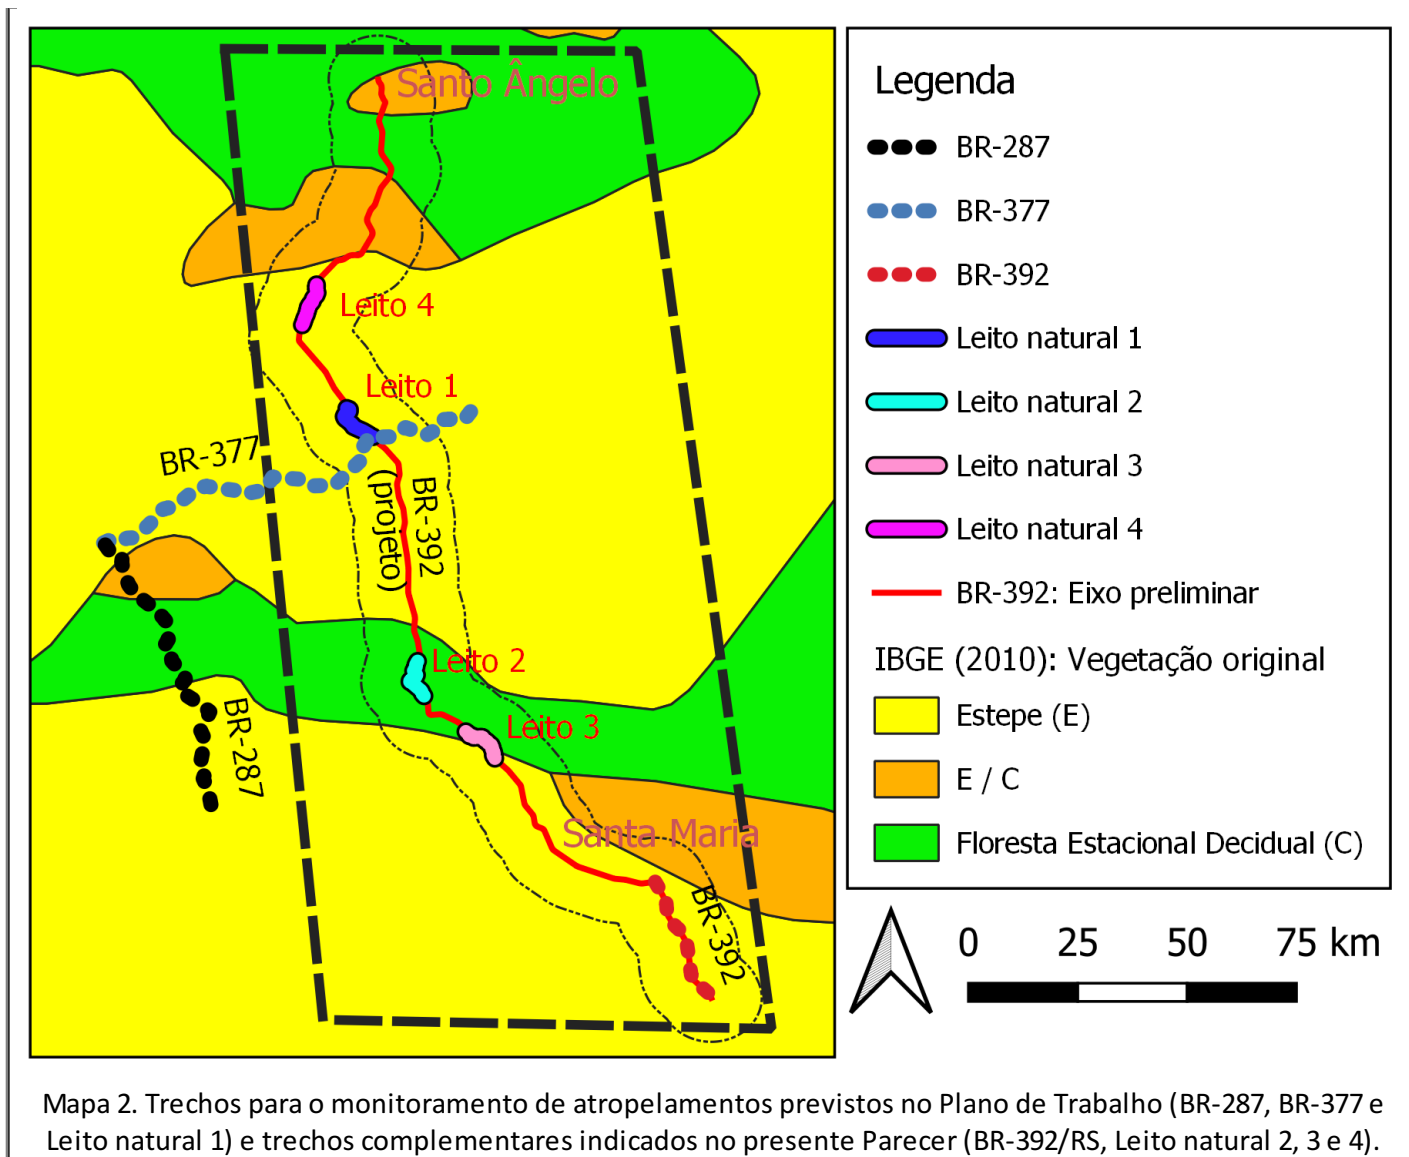 Santo Ângelo
Leito 4
Leito 1
BR-377
BR-392
(projeto)
Leito 2
Leito 3
BR-287
Santa Maria
BR-392
Legenda
BR-287
BR-377
BR-392
Leito natural 1
Leito natural 2
Leito natural 3
Leito natural 4
BR-392: Eixo preliminar
IBGE (2010): Vegetação original
Estepe (E)
E / C
Floresta Estacional Decidual (C)
0 25 50 75 km
Mapa 2. Trechos para o monitoramento de atropelamentos previstos no Plano de Trabalho (BR-287, BR-377 e
Leito natural 1) e trechos complementares indicados no presente Parecer (BR-392/RS, Leito natural 2, 3 e 4).